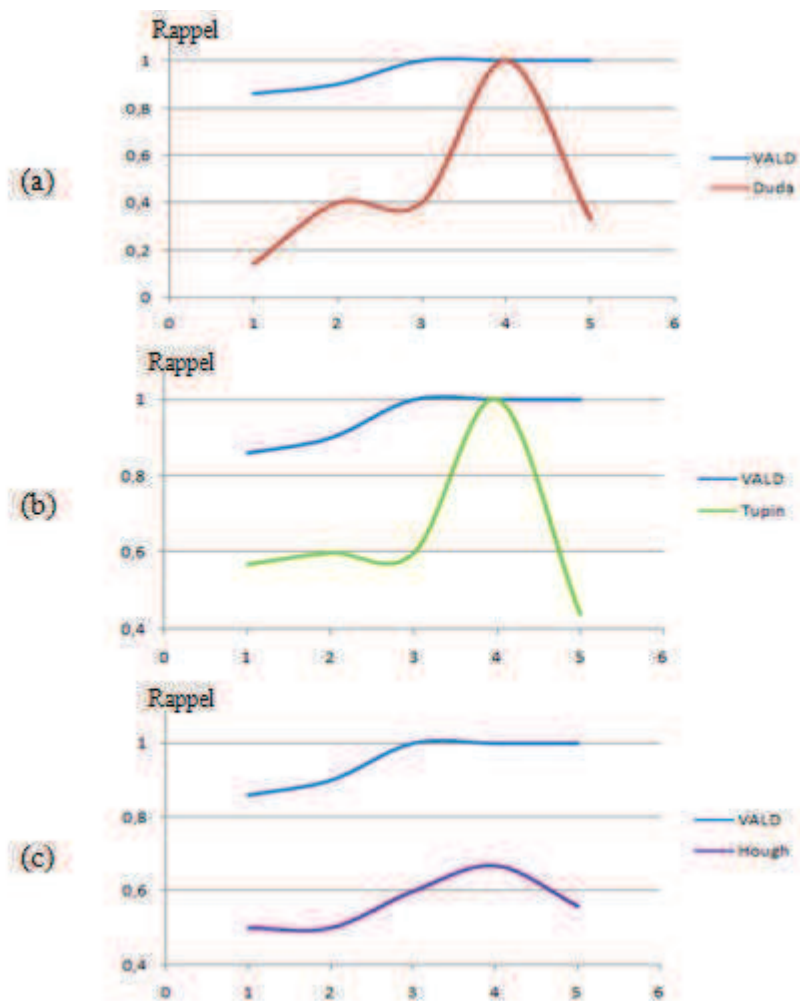 Rappel
1
0,8
0,6
0,4
0,2
0
0 1 2 3 4 5 6
(a)
VALD
Duda
Rappel
1
0,8
0,6
0,4
0 1 2 3 4 5 6
(b)
VALD
Tupin
Rappel
1
0,8
0,6
0,4
0 1 2 3 4 5 6
(c)
VALD
Hough